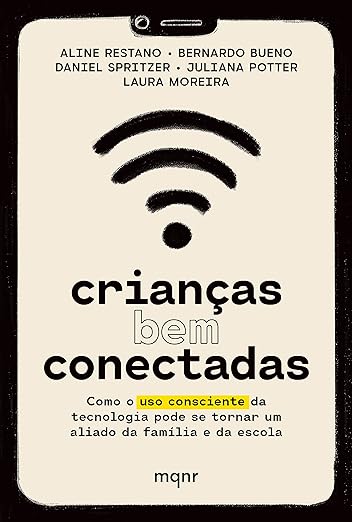 ALINE RESTANO • BERNARDO BUENO
DANIEL SPRITZER • JULIANA POTTER
LAURA MOREIRA
crianças
bem
conectadas
Como o uso consciente da
tecnologia pode se tornar um
aliado da família e da escola
mqnr